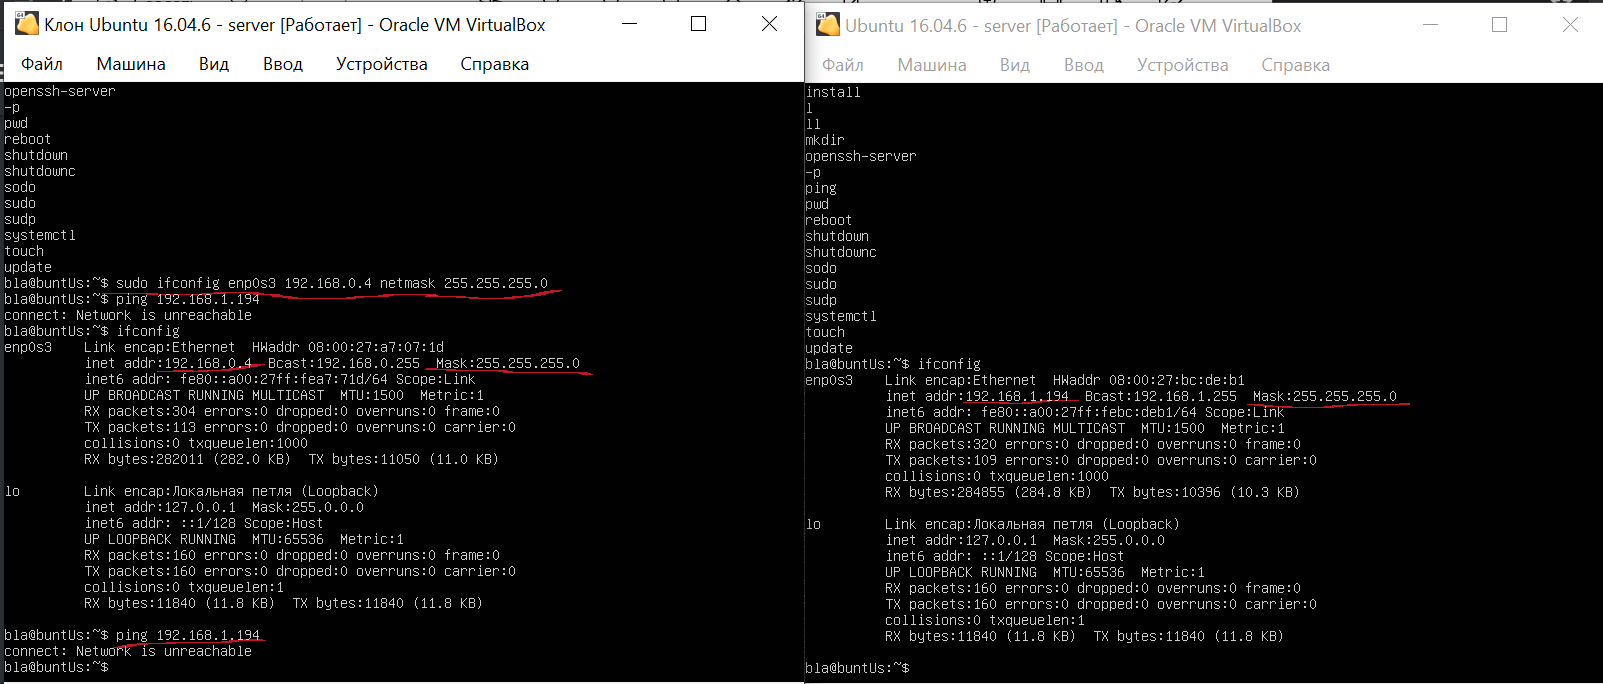 Клон Ubuntu 16.04.6 - server [Работает] - Oracle VM VirtualBox
Файл Машина Вид Ввод Устройства Справка
openssh-server
-p
pwd
reboot
shutdown
shutdownc
sodo
sudo
sudp
systemctl
touch
update
bla@buntUs:~$ sudo ifconfig enp0s3 192.168.0.4 netmask 255.255.255.0
bla@buntUs:~$ ping 192.168.1.194
connect: Network is unreachable
bla@buntUs:~$ ifconfig
enp0s3 Link encap:Ethernet HWaddr 08:00:27:a7:07:1d
inet addr:192.168.0.4 Bcast:192.168.0.255 Mask:255.255.255.0
inet6 addr: fe80::a00:27ff:fea7:71d/64 Scope:Link
UP BROADCAST RUNNING MULTICAST MTU:1500 Metric:1
RX packets:304 errors:0 dropped:0 overruns:0 frame:0
TX packets:113 errors:0 dropped:0 overruns:0 carrier:0
collisions:0 txqueuelen:1000
RX bytes:282011 (282.0 KB) TX bytes:11050 (11.0 KB)
lo Link encap:Локальная петля (Loopback)
inet addr:127.0.0.1 Mask:255.0.0.0
inet6 addr: ::1/128 Scope:Host
UP LOOPBACK RUNNING MTU:65536 Metric:1
RX packets:160 errors:0 dropped:0 overruns:0 frame:0
TX packets:160 errors:0 dropped:0 overruns:0 carrier:0
collisions:0 txqueuelen:1
RX bytes:11840 (11.8 KB) TX bytes:11840 (11.8 KB)
bla@buntUs:~$ ping 192.168.1.194
connect: Network is unreachable
bla@buntUs:~$
Ubuntu 16.04.6 - server [Работает] - Oracle VM VirtualBox
Файл Машина Вид Ввод Устройства Справка
install
l
ll
mkdir
openssh-server
-p
ping
pwd
reboot
shutdown
shutdownc
sodo
sudo
sudp
systemctl
touch
update
bla@buntUs:~$ ifconfig
enp0s3 Link encap:Ethernet HWaddr 08:00:27:bc:de:b1
inet addr:192.168.1.194 Bcast:192.168.1.255 Mask:255.255.255.0
inet6 addr: fe80::a00:27ff:febc:deb1/64 Scope:Link
UP BROADCAST RUNNING MULTICAST MTU:1500 Metric:1
RX packets:320 errors:0 dropped:0 overruns:0 frame:0
TX packets:109 errors:0 dropped:0 overruns:0 carrier:0
collisions:0 txqueuelen:1000
RX bytes:284855 (284.8 KB) TX bytes:10396 (10.3 KB)
lo Link encap:Локальная петля (Loopback)
inet addr:127.0.0.1 Mask:255.0.0.0
inet6 addr: ::1/128 Scope:Host
UP LOOPBACK RUNNING MTU:65536 Metric:1
RX packets:160 errors:0 dropped:0 overruns:0 frame:0
TX packets:160 errors:0 dropped:0 overruns:0 carrier:0
collisions:0 txqueuelen:1
RX bytes:11840 (11.8 KB) TX bytes:11840 (11.8 KB)
bla@buntUs:~$